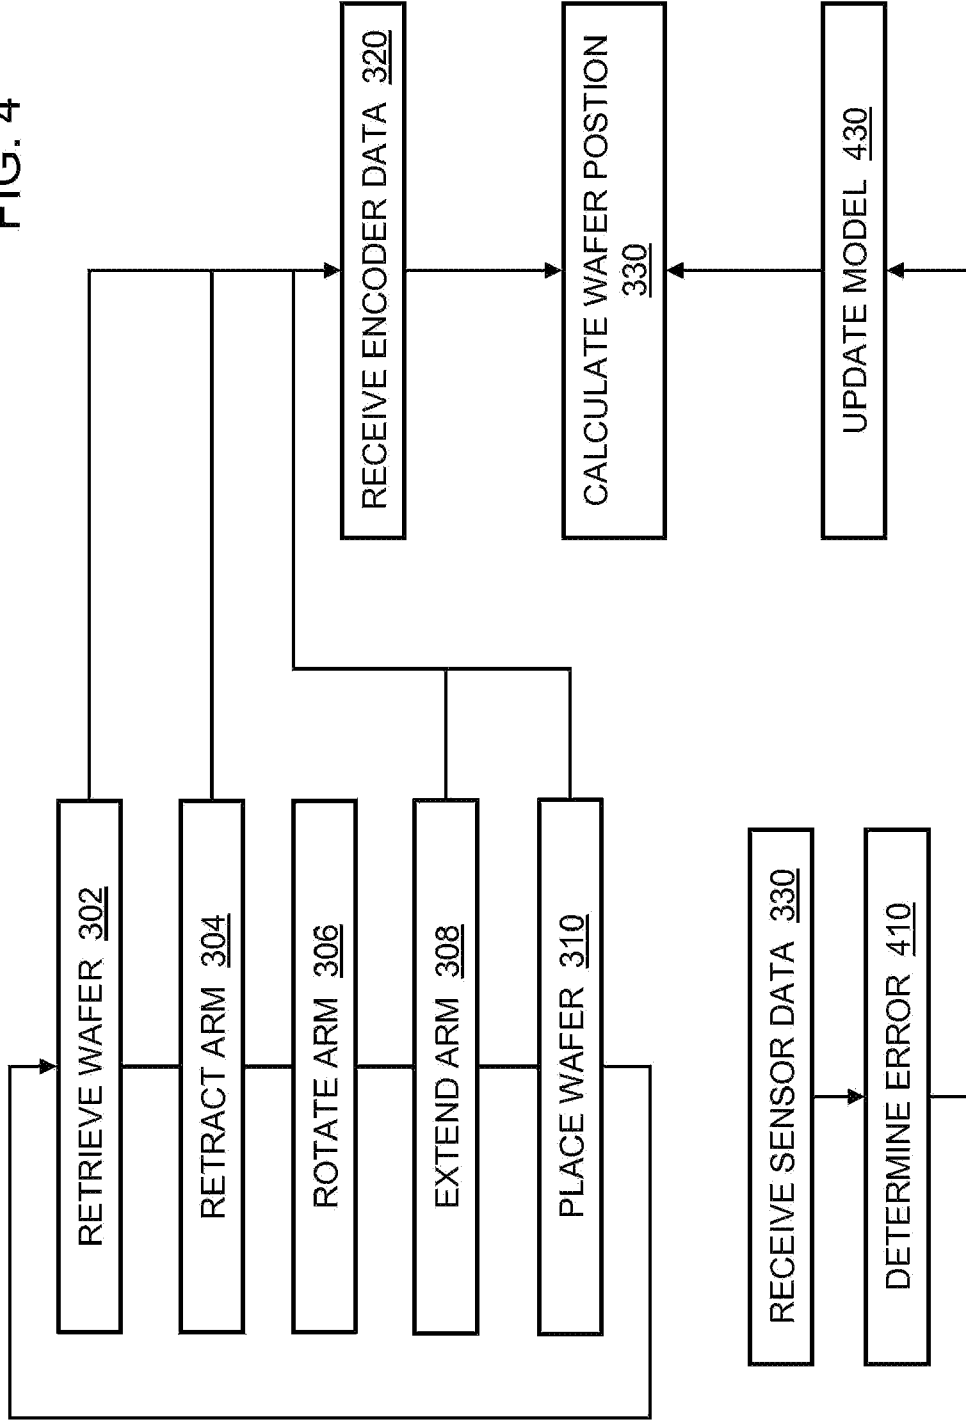 FIG. 4
RETRIEVE WAFER 302
RETRACT ARM 304
ROTATE ARM 306
EXTEND ARM 308
PLACE WAFER 310
RECEIVE SENSOR DATA 330
DETERMINE ERROR 410
RECEIVE ENCODER DATA 320
CALCULATE WAFER POSTION
330
UPDATE MODEL 430